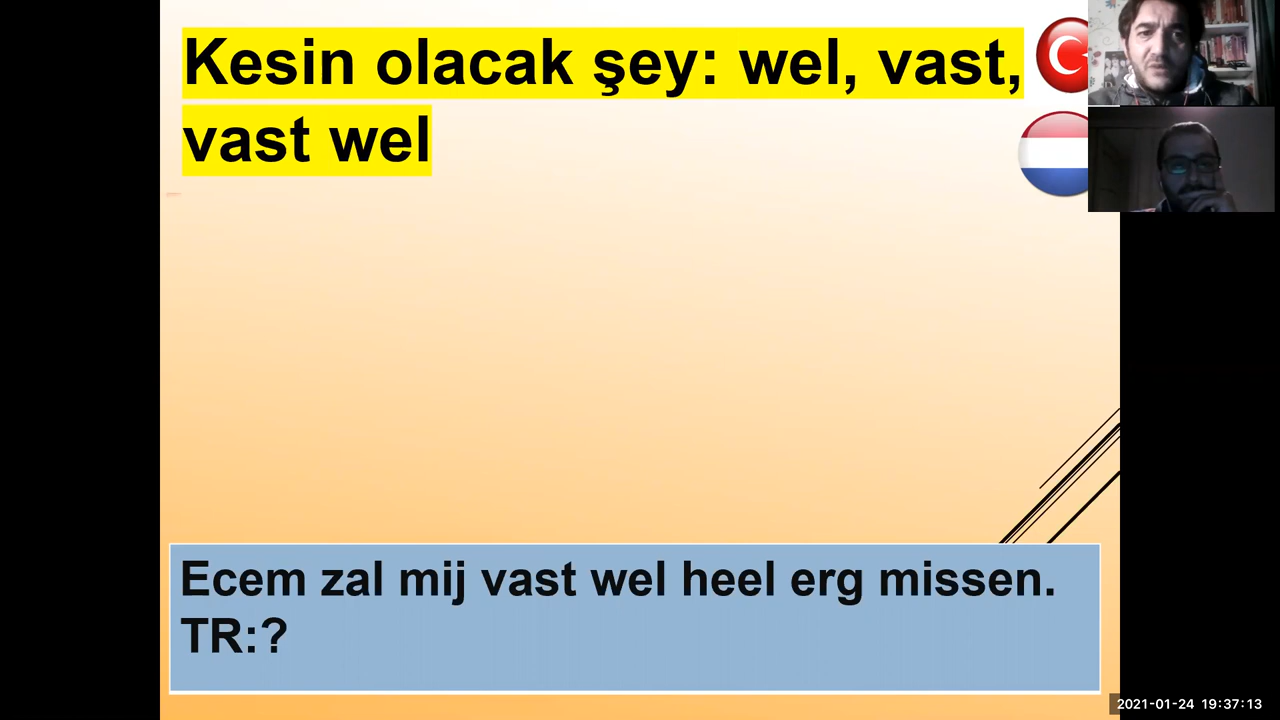 Kesin olacak şey: wel, vast,
vast wel
Ecem zal mij vast wel heel erg missen.
TR:?
2021-01-24 19:37:13